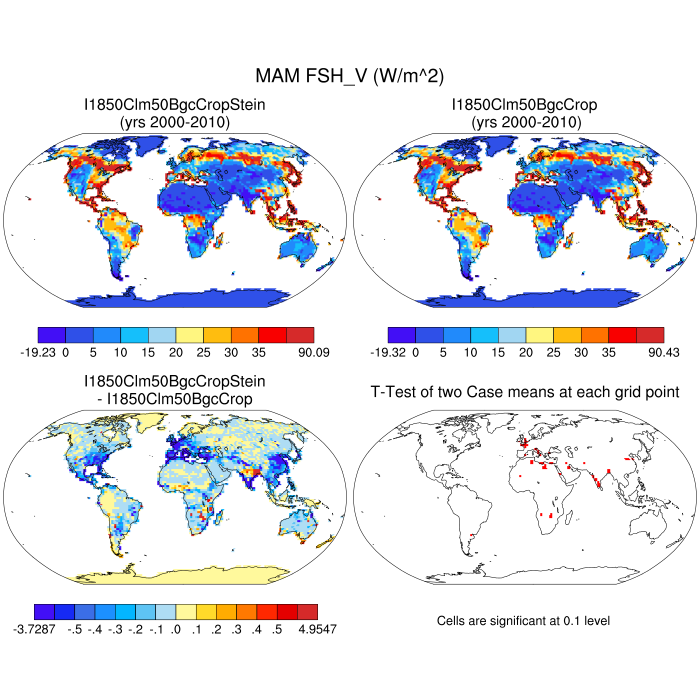 MAM FSH_V (W/m^2)
I1850Clm50BgcCropStein
(yrs 2000-2010)
I1850Clm50BgcCrop
(yrs 2000-2010)
-19.23 0 5 10 15 20 25 30 35 90.09
-19.32 0 5 10 15 20 25 30 35 90.43
I1850Clm50BgcCropStein
- I1850Clm50BgcCrop
T-Test of two Case means at each grid point
-3.7287 -.5 -.4 -.3 -.2 -.1 .0 .1 .2 .3 .4 .5 4.9547
Cells are significant at 0.1 level